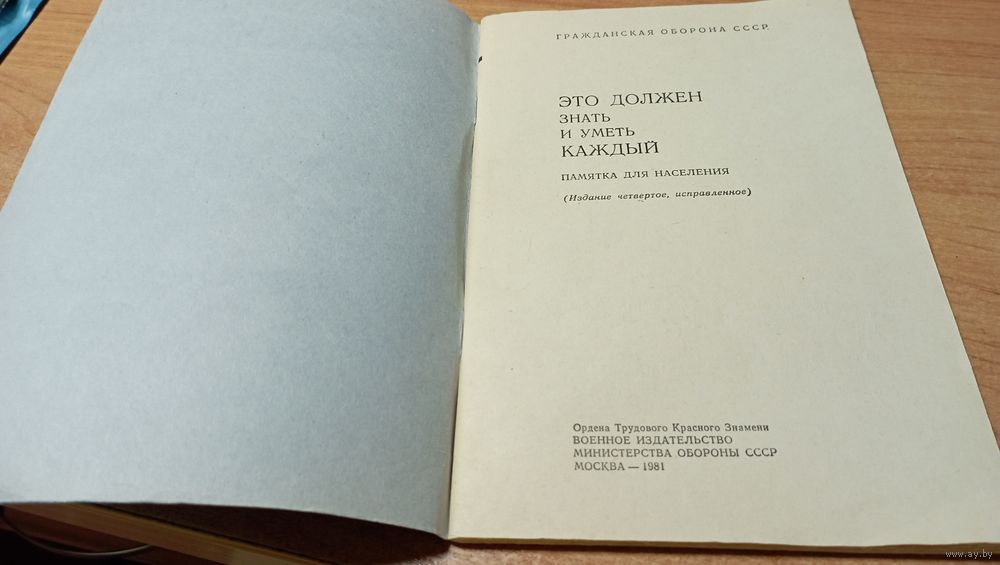 ГРАЖДАНСКАЯ ОБОРОНА СССР
ЭТО ДОЛЖЕН
ЗНАТЬ
И УМЕТЬ
КАЖДЫЙ
ПАМЯТКА ДЛЯ НАСЕЛЕНИЯ
(Издание четвертое, исправленное)
Ордена Трудового Красного Знамени
ВОЕННОЕ ИЗДАТЕЛЬСТВО
МИНИСТЕРСТВА ОБОРОНЫ СССР
МОСКВА — 1981
www.ay.by